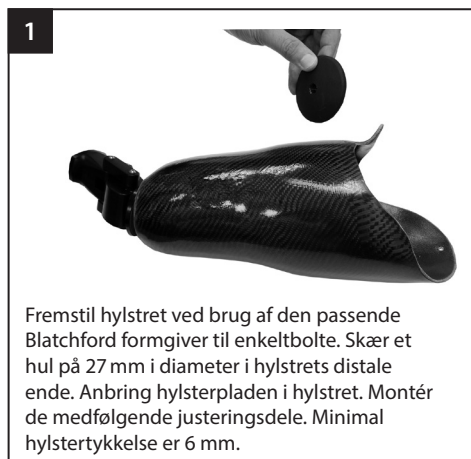 1
Fremstil hylstret ved brug af den passende
Blatchford formgiver til enkeltbolte. Skær et
hul på 27 mm i diameter i hylstrets distale
ende. Anbring hylsterpladen i hylstret. Montér
de medfølgende justeringsdele. Minimal
hylstertykkelse er 6 mm.